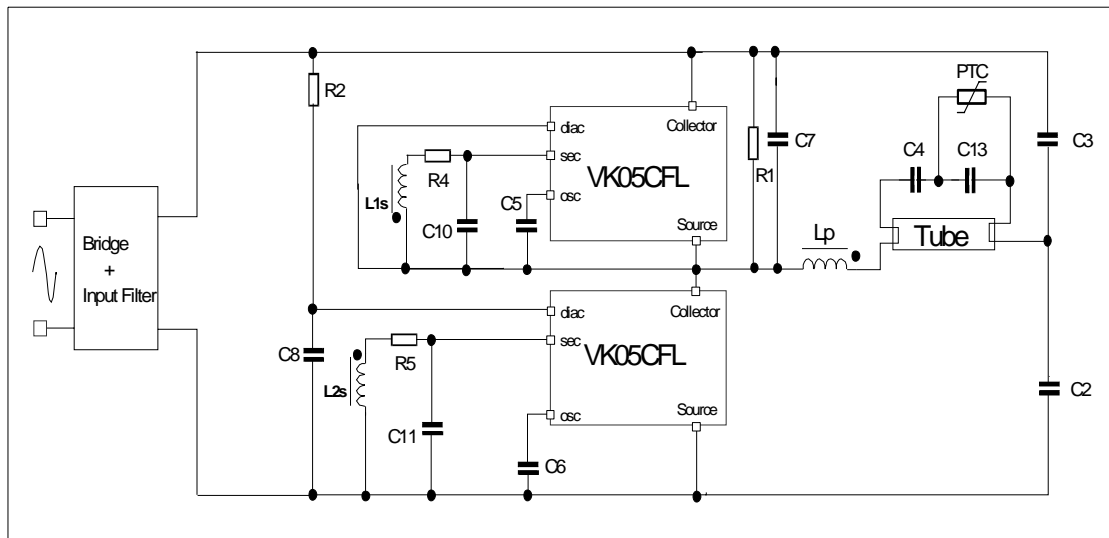 R2
diac
sec
osc
Collector
VK05CFL
Source
R4
L1s
C10
C5
R1
C7
PTC
C4
C13
C3
Lp
Tube
Bridge
+
Input Filter
diac
sec
osc
Collector
VK05CFL
Source
C8
R5
L2s
C11
C6
C2